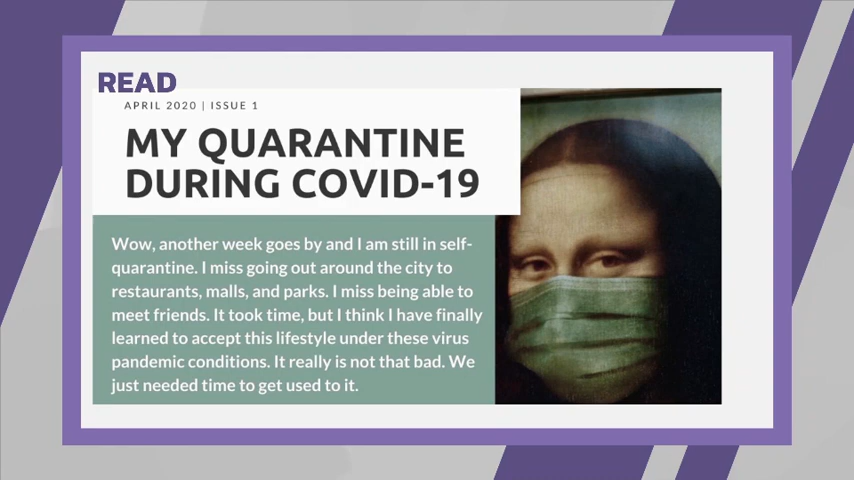 READ
APRIL 2020 | ISSUE 1
MY QUARANTINE
DURING COVID-19
Wow, another week goes by and I am still in self-
quarantine. I miss going out around the city to
restaurants, malls, and parks. I miss being able to
meet friends. It took time, but I think I have finally
learned to accept this lifestyle under these virus
pandemic conditions. It really is not that bad. We
just needed time to get used to it.